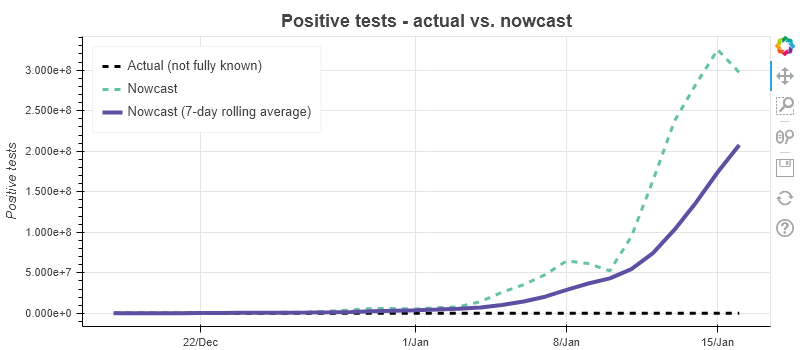 Positive tests - actual vs. nowcast
Actual (not fully known)
Nowcast
Nowcast (7-day rolling average)
Positive tests
3.000e+8
2.500e+8
2.000e+8
1.500e+8
1.000e+8
5.000e+7
0.000e+0
22/Dec
1/Jan
8/Jan
15/Jan